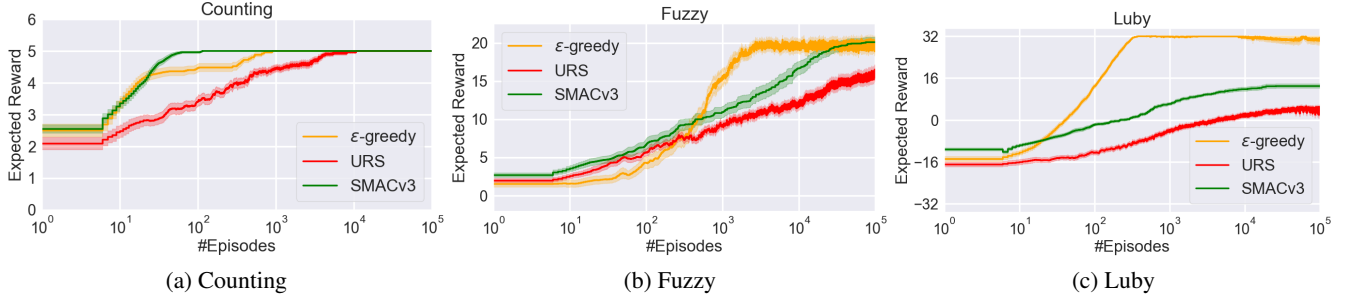 Counting
Expected Reward
6
5
4
3
2
1
0
ε-greedy
URS
SMACv3
10^0 10^1 10^2 10^3 10^4 10^5
#Episodes
(a) Counting
Fuzzy
Expected Reward
20
15
10
5
0
ε-greedy
URS
SMACv3
10^0 10^1 10^2 10^3 10^4 10^5
#Episodes
(b) Fuzzy
Luby
Expected Reward
32
16
0
−16
−32
ε-greedy
URS
SMACv3
10^0 10^1 10^2 10^3 10^4 10^5
#Episodes
(c) Luby